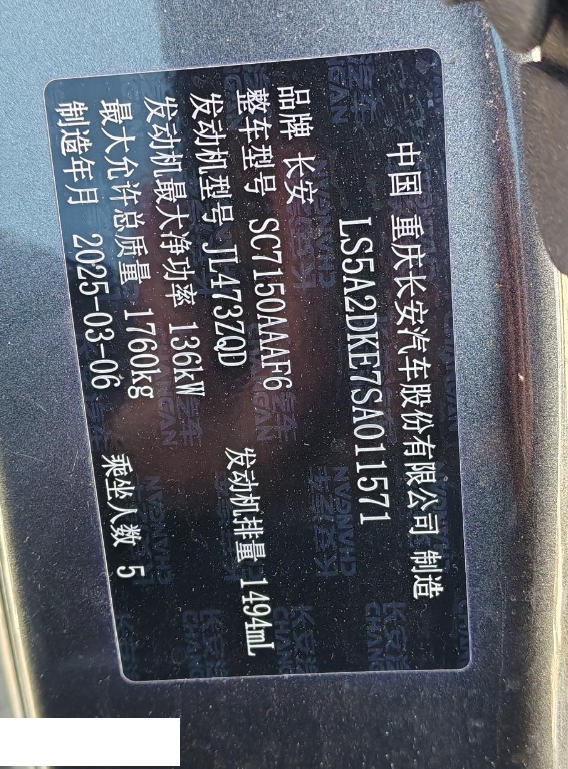 中国 重庆长安汽车股份有限公司 制造
LS5A2DKE7SA011571
品牌 长安
整车型号 SC7150AAAF6
发动机型号 JL473ZQD 发动机排量 1494mL
发动机最大净功率 136kW
最大允许总质量 1760kg 乘坐人数 5
制造年月 2025-03-06